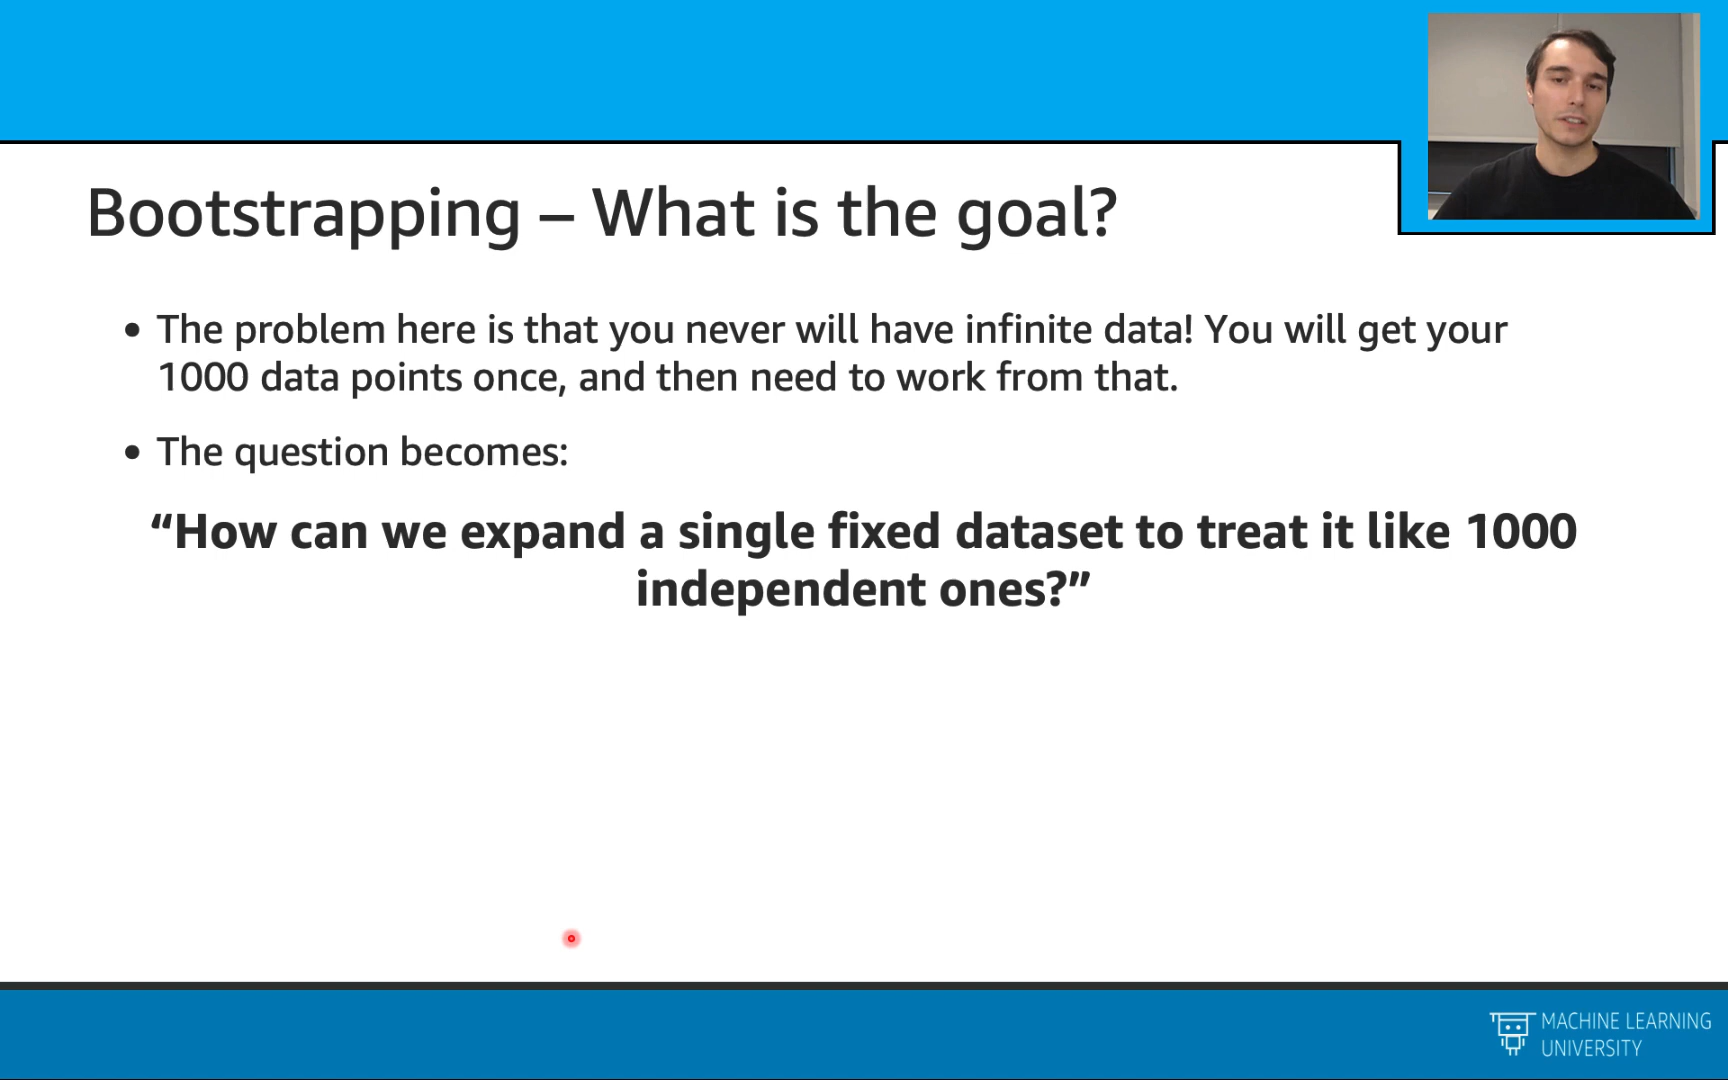 Bootstrapping – What is the goal?
• The problem here is that you never will have infinite data! You will get your
1000 data points once, and then need to work from that.
• The question becomes:
“How can we expand a single fixed dataset to treat it like 1000
independent ones?”
MACHINE LEARNING
UNIVERSITY